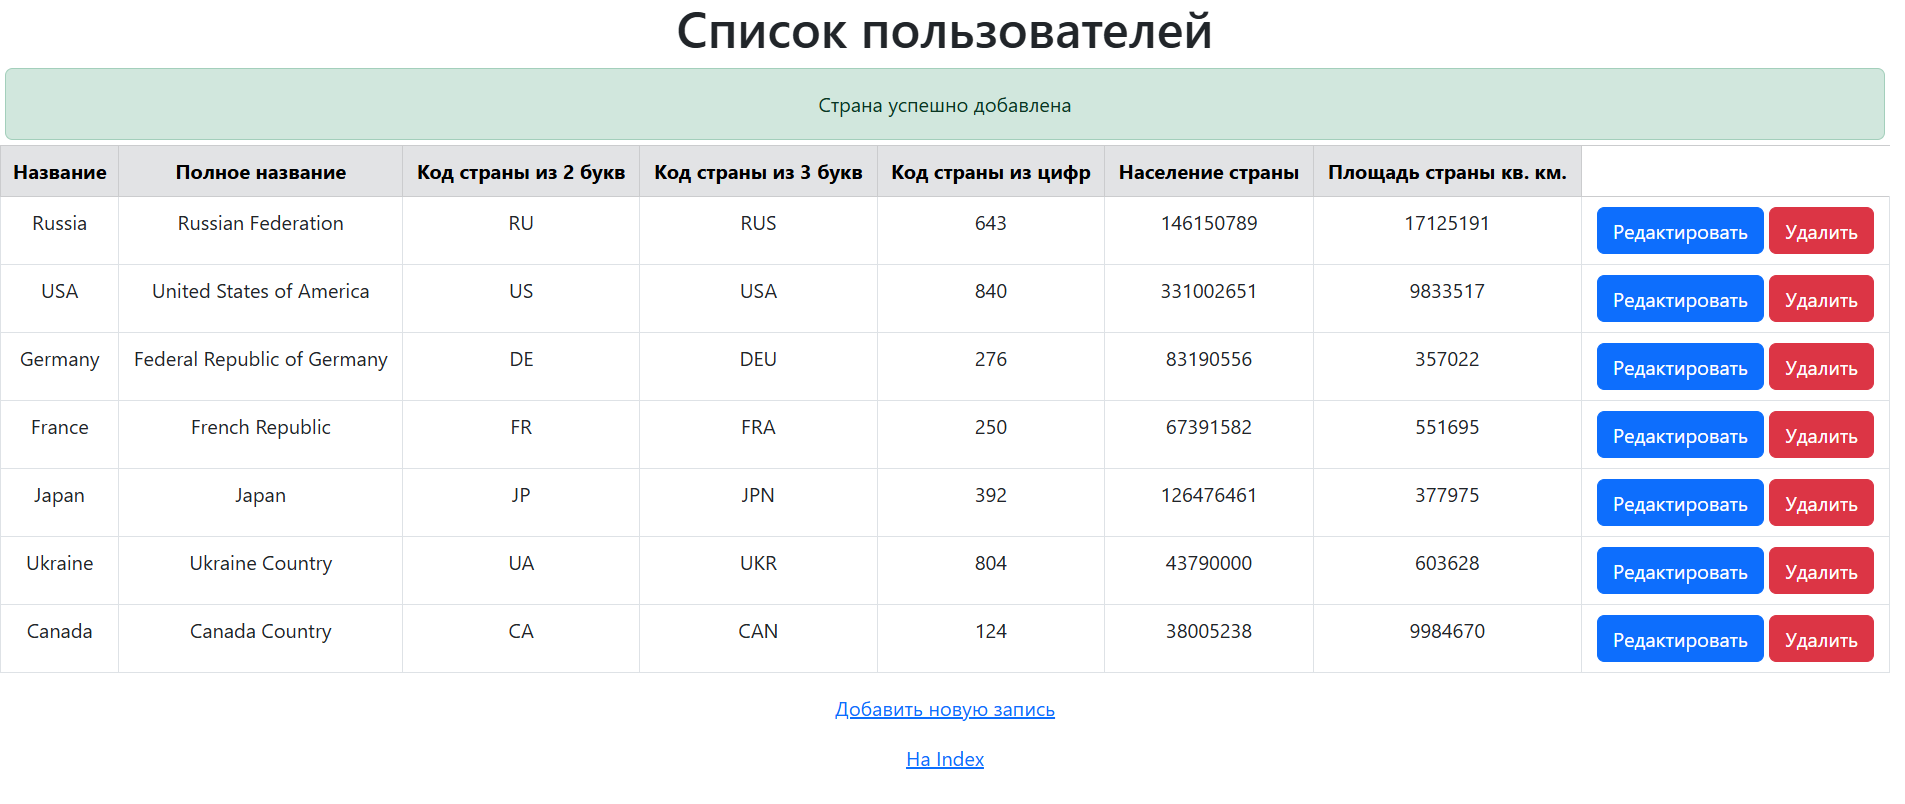 Список пользователей
Страна успешно добавлена
Название Полное название Код страны из 2 букв Код страны из 3 букв Код страны из цифр Население страны Площадь страны кв. км.
Russia Russian Federation RU RUS 643 146150789 17125191 Редактировать Удалить
USA United States of America US USA 840 331002651 9833517 Редактировать Удалить
Germany Federal Republic of Germany DE DEU 276 83190556 357022 Редактировать Удалить
France French Republic FR FRA 250 67391582 551695 Редактировать Удалить
Japan Japan JP JPN 392 126476461 377975 Редактировать Удалить
Ukraine Ukraine Country UA UKR 804 43790000 603628 Редактировать Удалить
Canada Canada Country CA CAN 124 38005238 9984670 Редактировать Удалить
Добавить новую запись
На Index